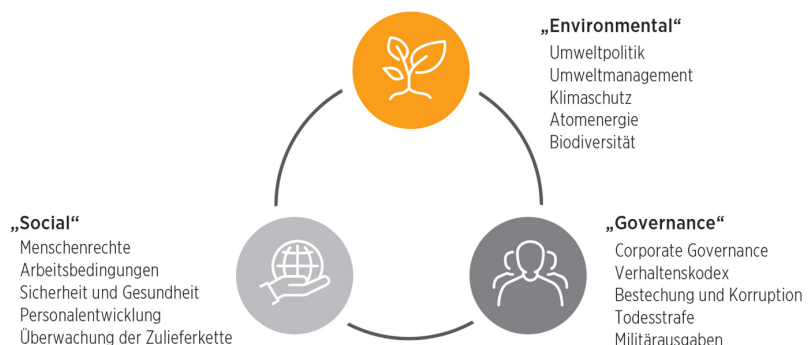 „Environmental“
Umweltpolitik
Umweltmanagement
Klimaschutz
Atomenergie
Biodiversität
„Social“
Menschenrechte
Arbeitsbedingungen
Sicherheit und Gesundheit
Personalentwicklung
Überwachung der Zulieferkette
„Governance“
Corporate Governance
Verhaltenskodex
Bestechung und Korruption
Todesstrafe
Militärausgaben